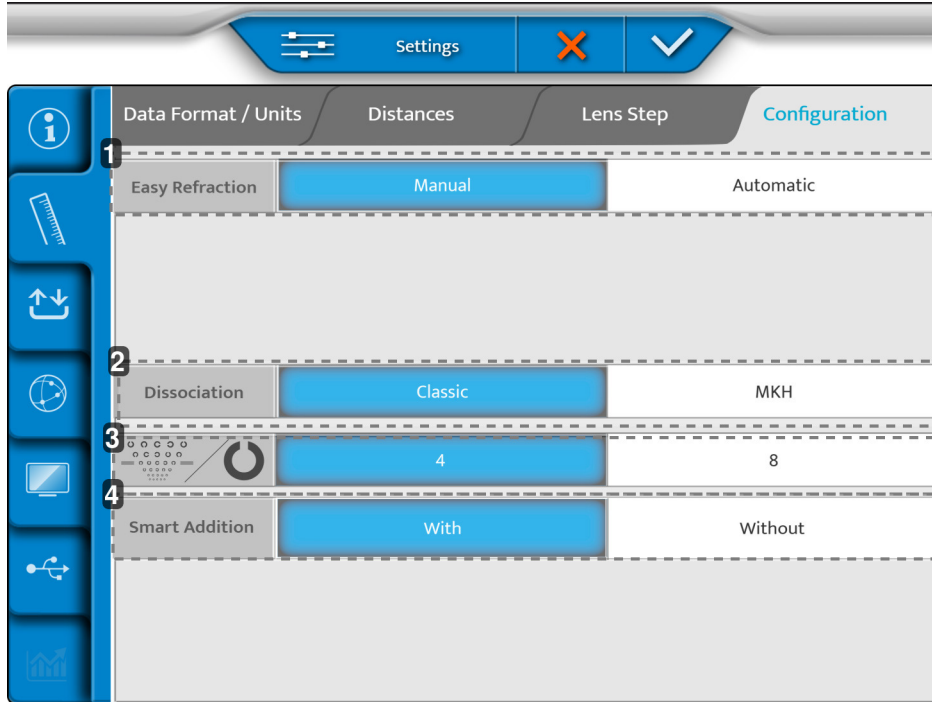 Settings
Data Format / Units Distances Lens Step Configuration
1
Easy Refraction Manual Automatic
2
Dissociation Classic MKH
3
4 8
4
Smart Addition With Without